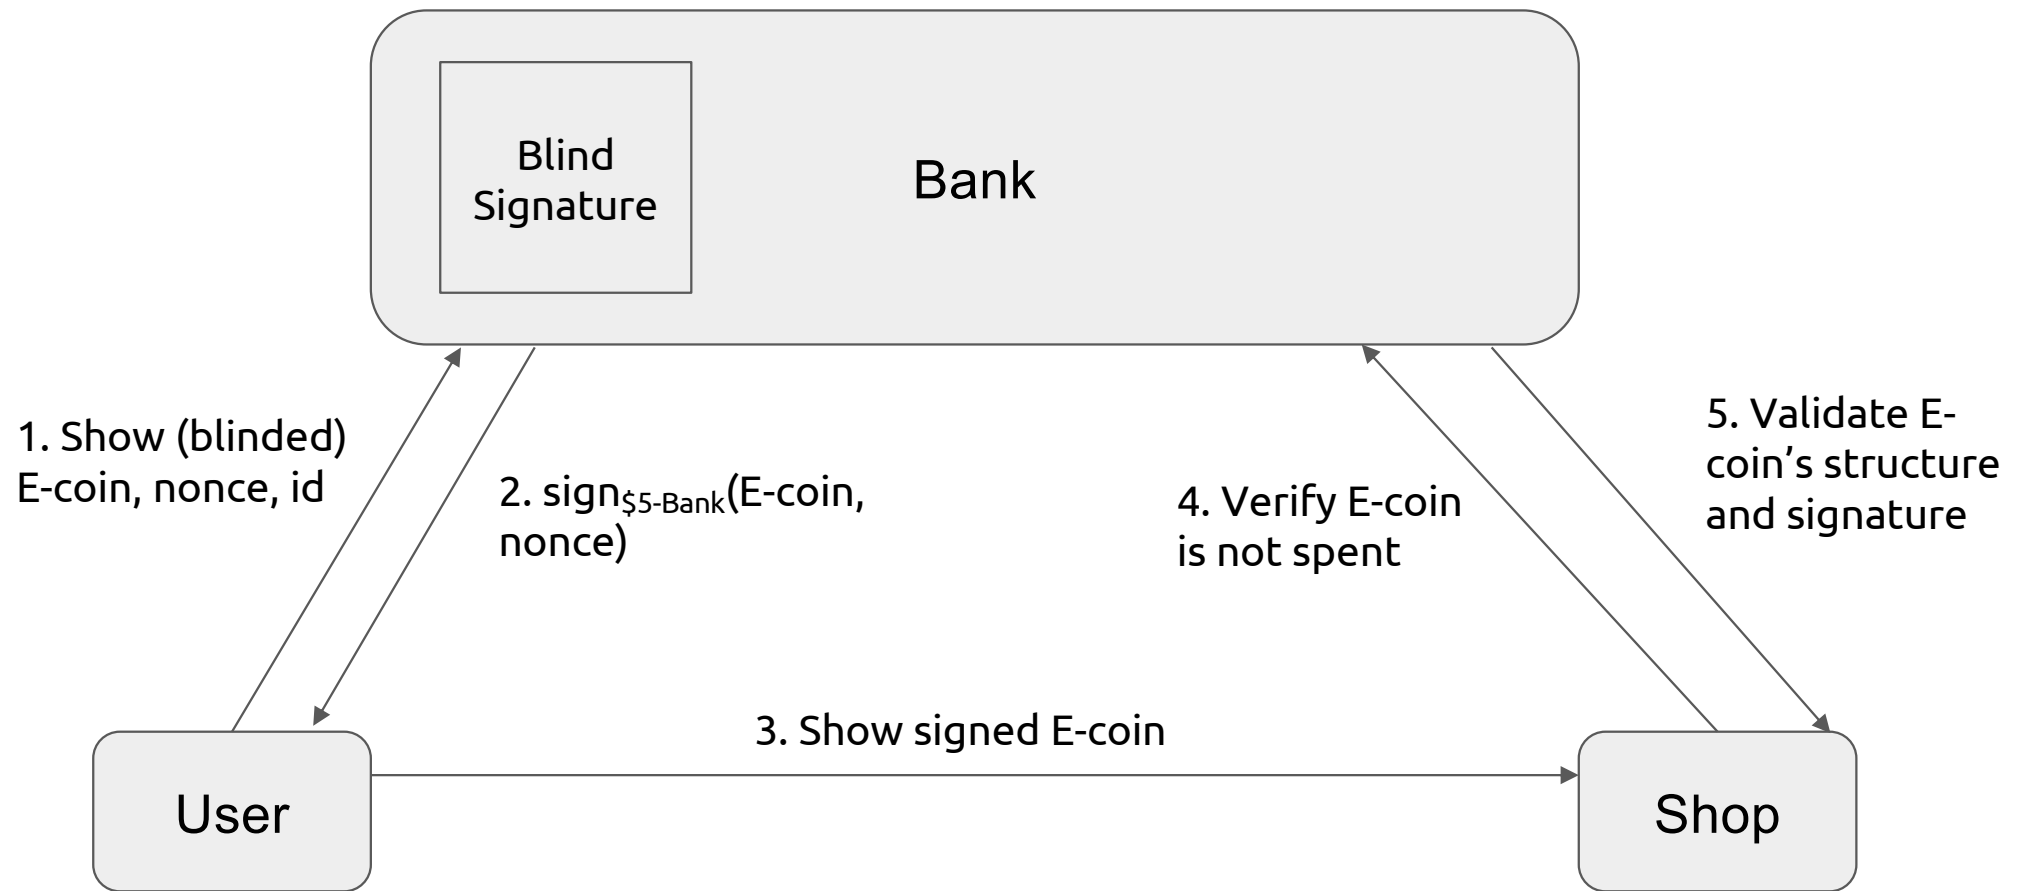 Blind
Signature
Bank
1. Show (blinded)
E-coin, nonce, id
2. sign$5-Bank(E-coin,
nonce)
4. Verify E-coin
is not spent
5. Validate E-
coin’s structure
and signature
3. Show signed E-coin
User
Shop